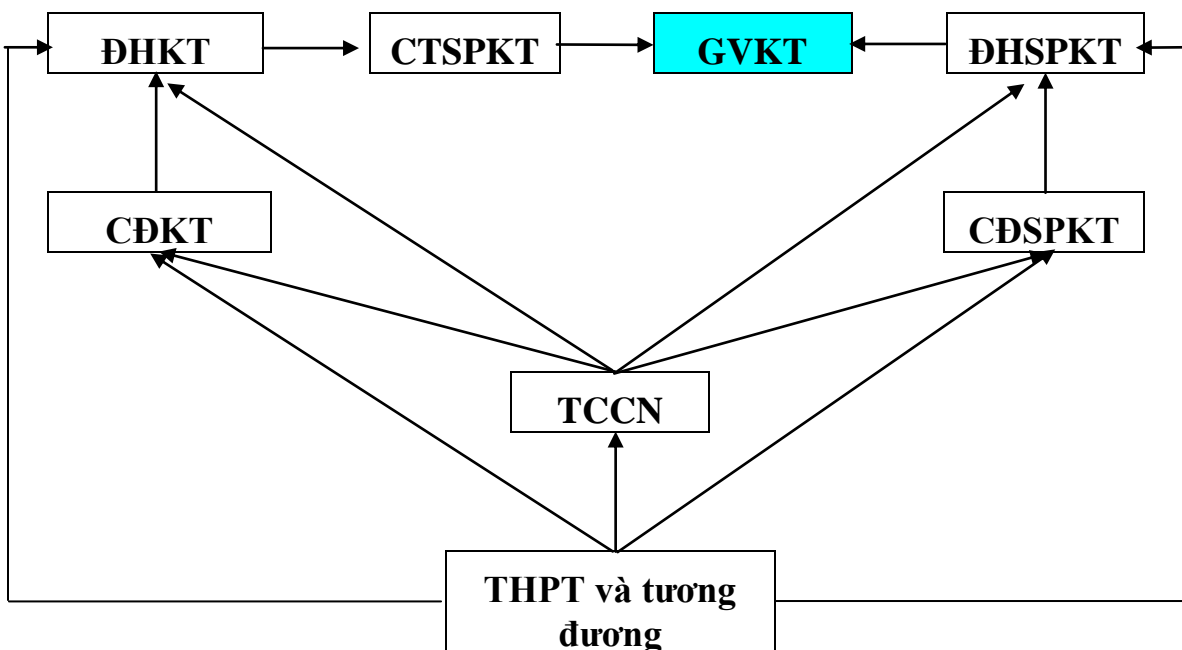 ĐHKT
CTSPKT
GVKT
ĐHSPKT
CĐKT
CĐSPKT
TCCN
THPT và tương
đương